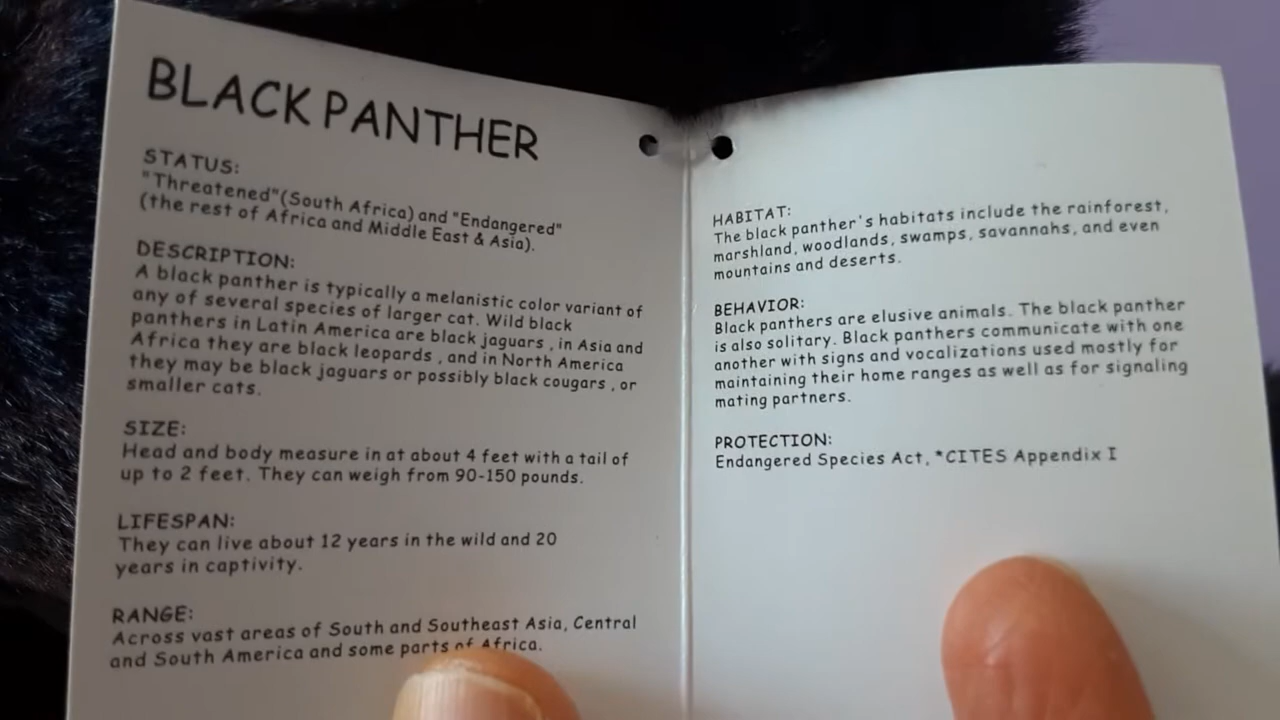 BLACK PANTHER
STATUS:
"Threatened"(South Africa) and "Endangered"
(the rest of Africa and Middle East & Asia).
DESCRIPTION:
A black panther is typically a melanistic color variant of
any of several species of larger cat. Wild black
panthers in Latin America are black jaguars , in Asia and
Africa they are black leopards , and in North America
they may be black jaguars or possibly black cougars , or
smaller cats.
SIZE:
Head and body measure in at about 4 feet with a tail of
up to 2 feet. They can weigh from 90-150 pounds.
LIFESPAN:
They can live about 12 years in the wild and 20
years in captivity.
RANGE:
Across vast areas of South and Southeast Asia, Central
and South America and some parts of Africa.
HABITAT:
The black panther's habitats include the rainforest,
marshland, woodlands, swamps, savannahs, and even
mountains and deserts.
BEHAVIOR:
Black panthers are elusive animals. The black panther
is also solitary. Black panthers communicate with one
another with signs and vocalizations used mostly for
maintaining their home ranges as well as for signaling
mating partners.
PROTECTION:
Endangered Species Act, *CITES Appendix I